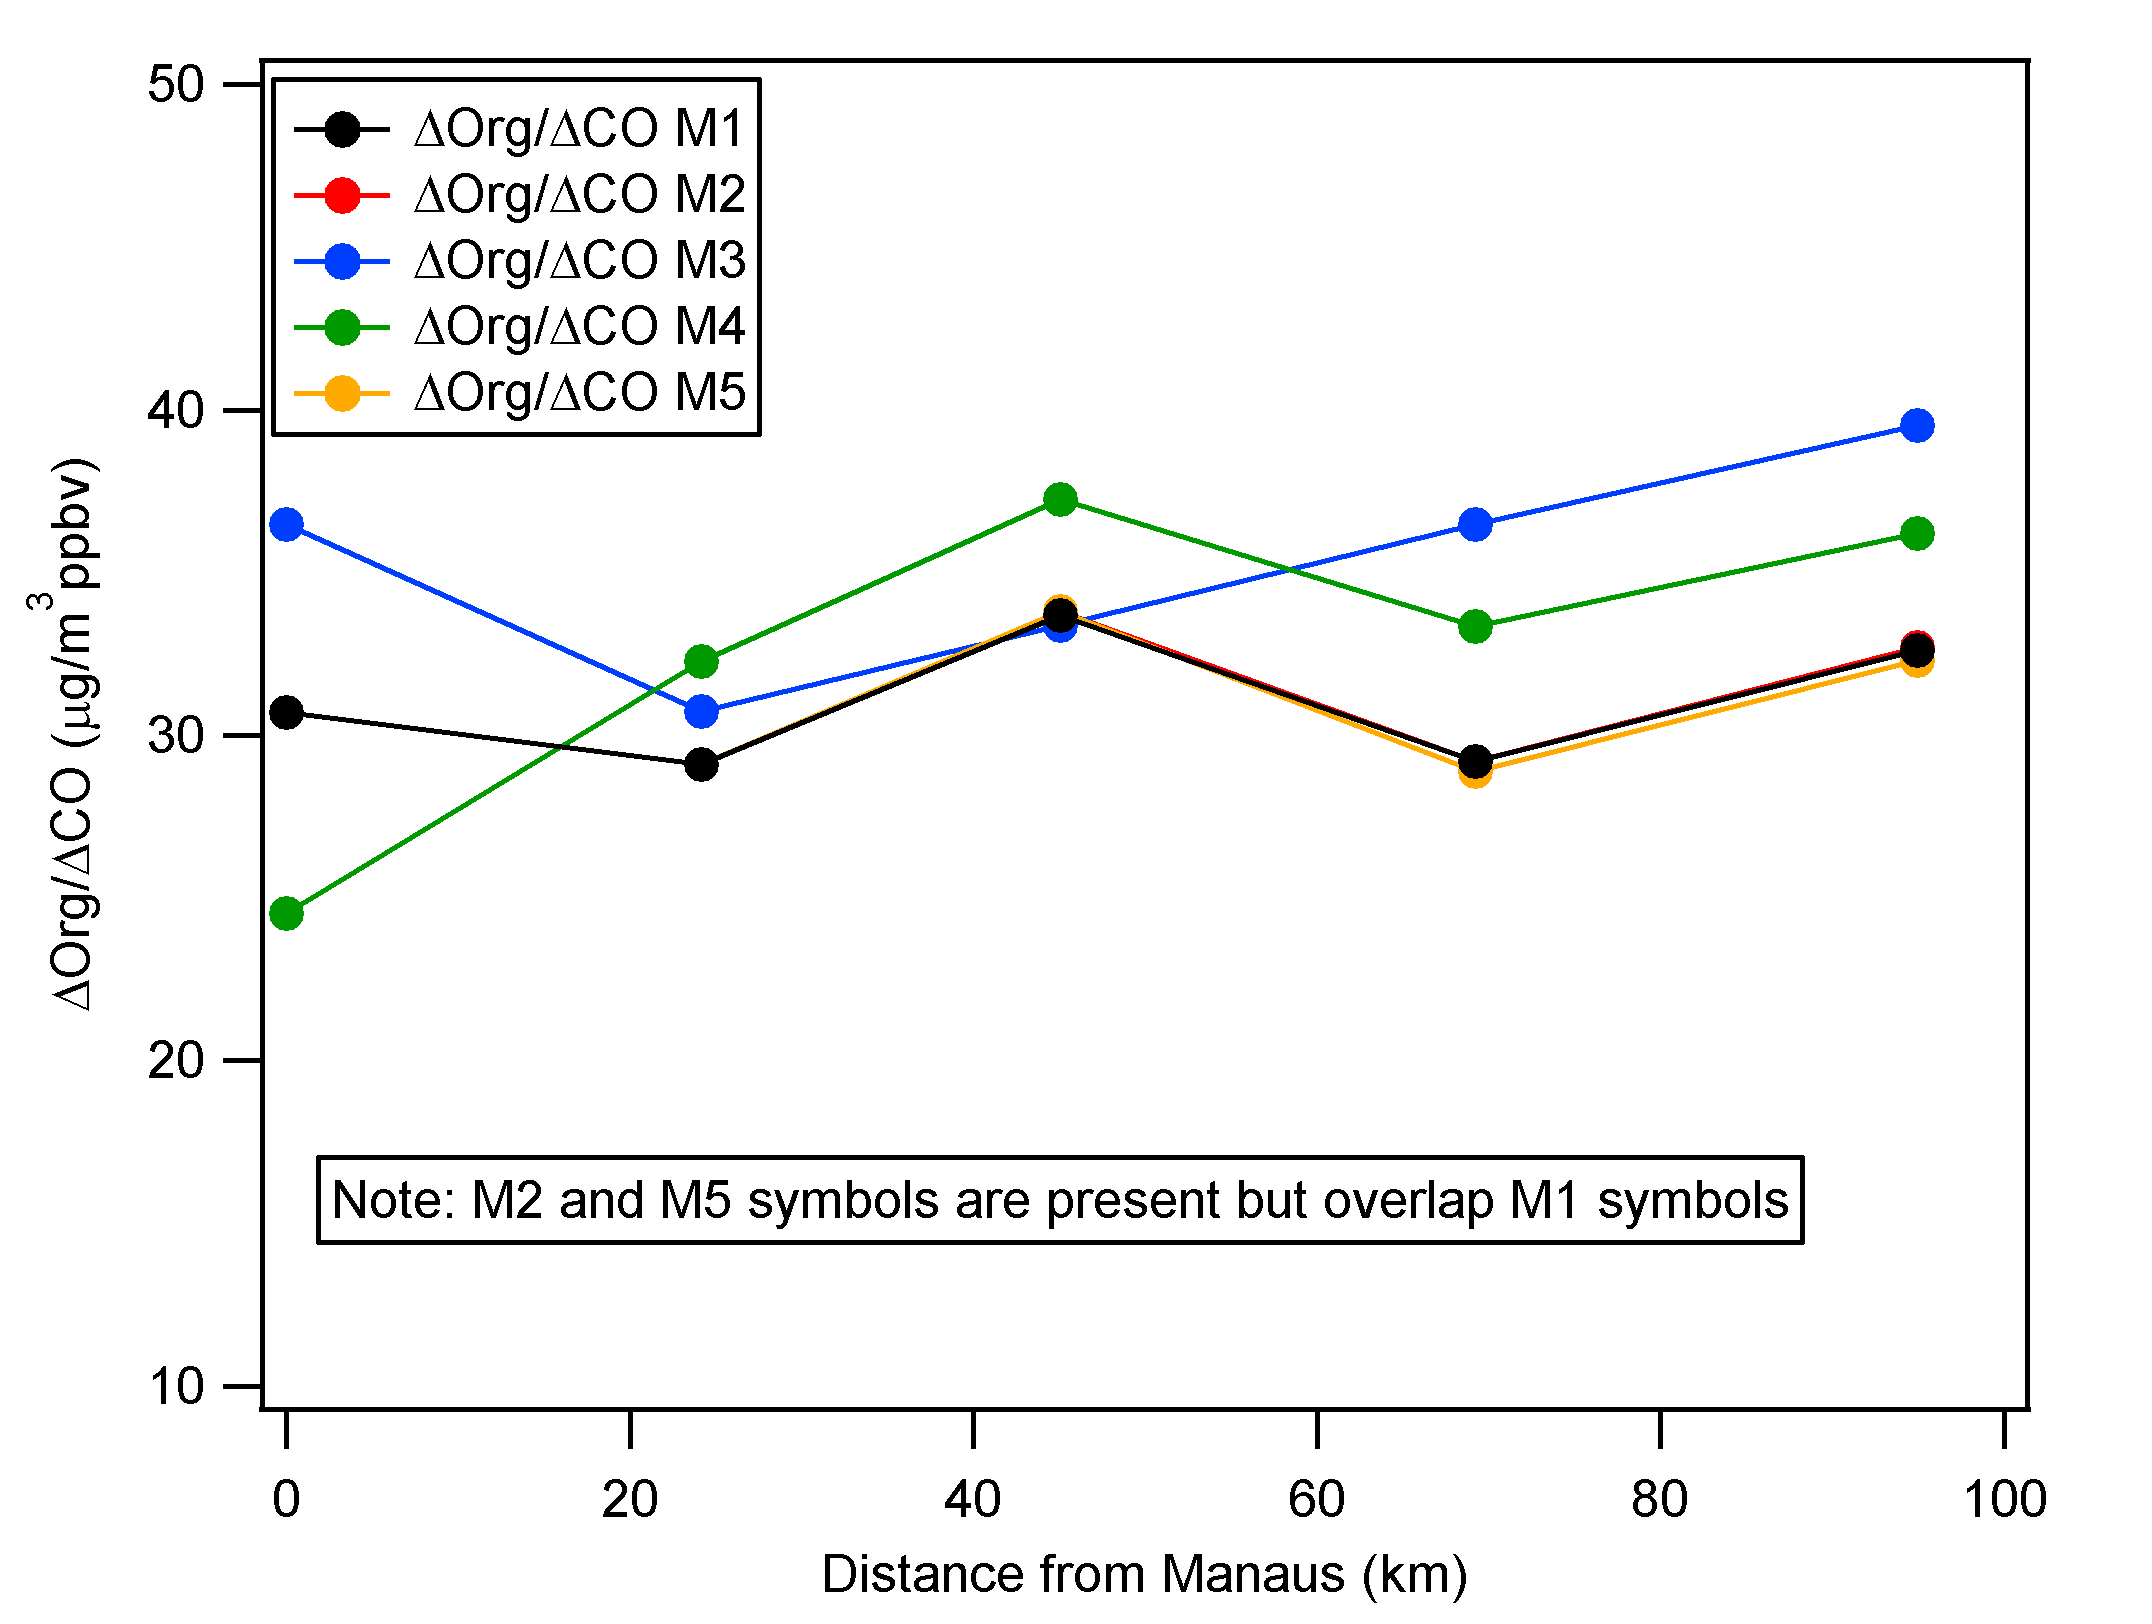 50
40
30
20
10
ΔOrg/ΔCO (μg/m³ ppbv)
ΔOrg/ΔCO M1
ΔOrg/ΔCO M2
ΔOrg/ΔCO M3
ΔOrg/ΔCO M4
ΔOrg/ΔCO M5
Note: M2 and M5 symbols are present but overlap M1 symbols
0 20 40 60 80 100
Distance from Manaus (km)